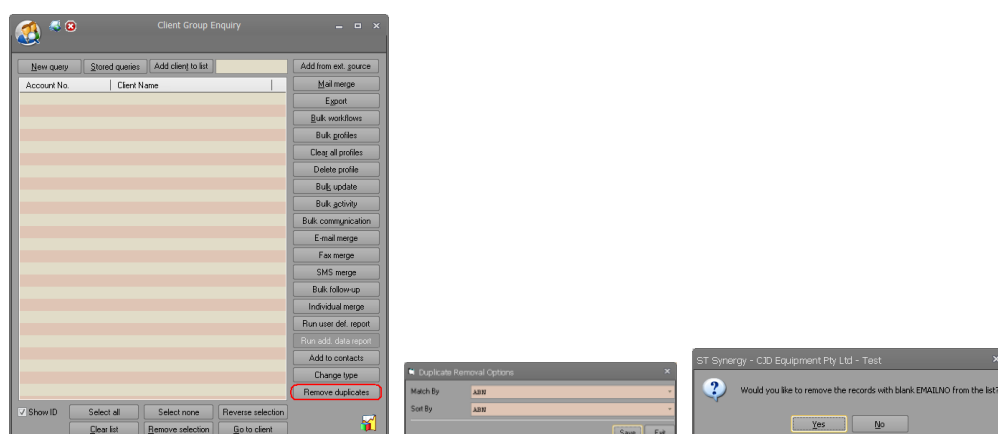 Client Group Enquiry
New query Stored queries Add client to list Add from ext. source
Account No. Client Name
Mail merge
Export
Bulk workflows
Bulk profiles
Clear all profiles
Delete profile
Bulk update
Bulk activity
Bulk communication
E-mail merge
Fax merge
SMS merge
Bulk follow-up
Individual merge
Run user def. report
Run add. data report
Add to contacts
Change type
Remove duplicates
Show ID Select all Select none Reverse selection
Clear list Remove selection Go to client
Duplicate Removal Options
Match By ABN
Sort By ABN
Save Exit
ST Synergy - CJD Equipment Pty Ltd - Test
Would you like to remove the records with blank EMAILNO from the list?
Yes No